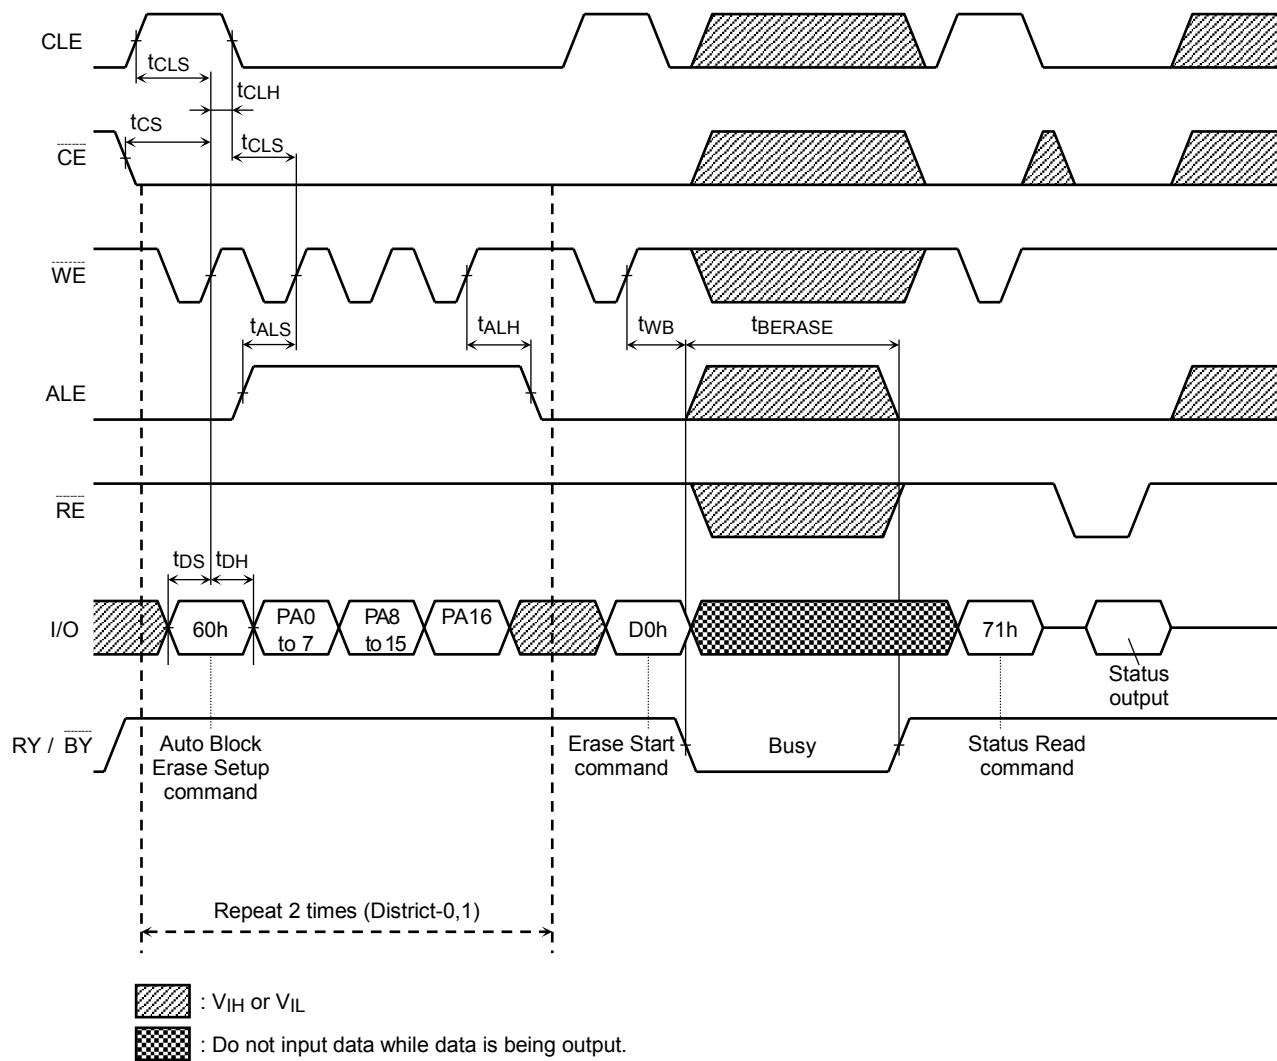 CLE
tCLS
tCLH
tCS
tCLS
CE
WE
tALS
tALH
tWB
tBERASE
ALE
RE
tDS
tDH
I/O
60h
PA0
to 7
PA8
to 15
PA16
D0h
71h
Status
output
RY / BY
Auto Block
Erase Setup
command
Erase Start
command
Busy
Status Read
command
Repeat 2 times (District-0,1)
: VIH or VIL
: Do not input data while data is being output.